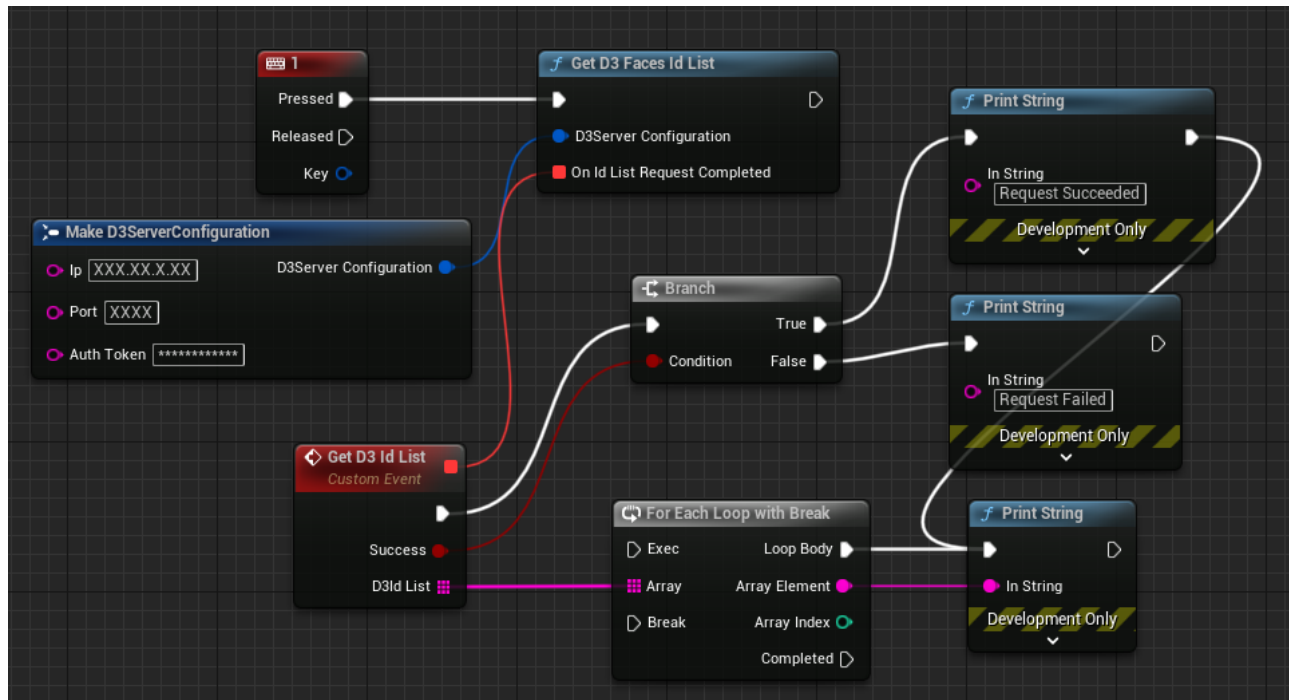 1
Pressed
Released
Key
Get D3 Faces Id List
D3Server Configuration
On Id List Request Completed
Print String
In String
Request Succeeded
Development Only
Make D3ServerConfiguration
Ip XXX.XX.X.XX D3Server Configuration
Port XXXX
Auth Token ************
Branch
True
Condition False
Print String
In String
Request Failed
Development Only
Get D3 Id List
Custom Event
Success
D3Id List
For Each Loop with Break
Exec Loop Body
Array Array Element
Break Array Index
Completed
Print String
In String
Development Only